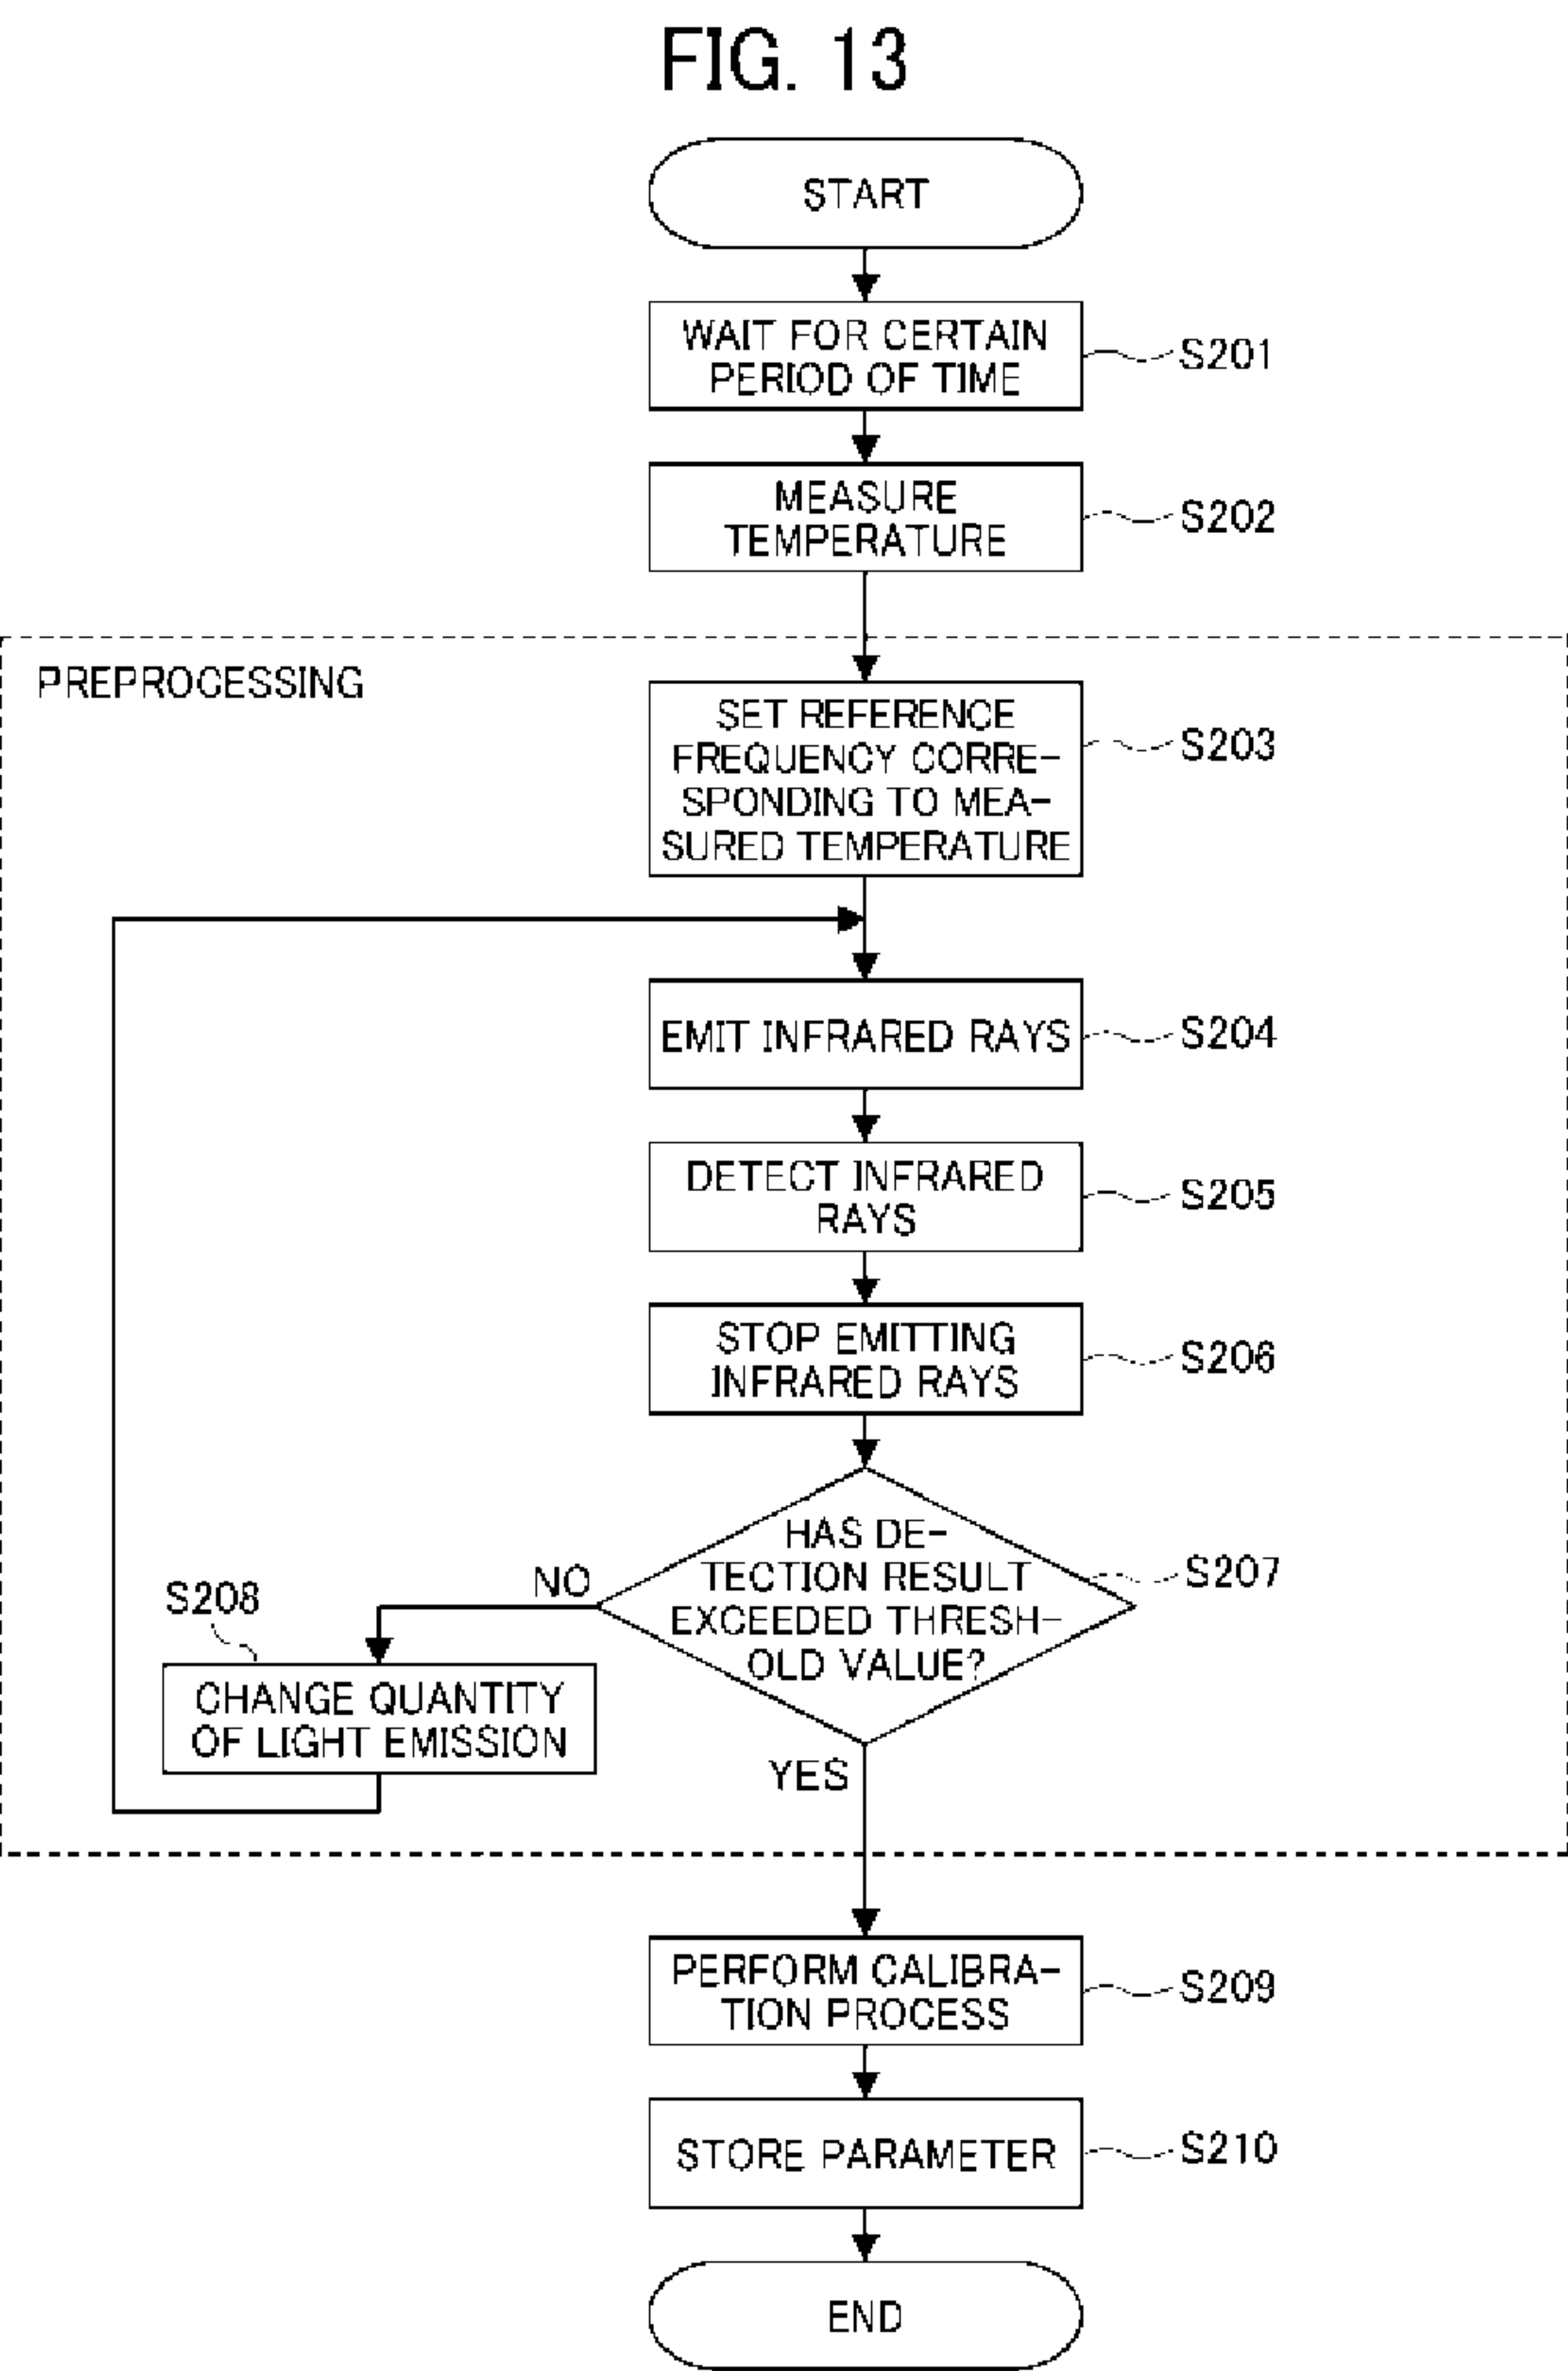 FIG. 13
START
WAIT FOR CERTAIN
PERIOD OF TIME
S201
MEASURE
TEMPERATURE
S202
PREPROCESSING
SET REFERENCE
FREQUENCY CORRE-
SPONDING TO MEA-
SURED TEMPERATURE
S203
EMIT INFRARED RAYS
S204
DETECT INFRARED
RAYS
S205
STOP EMITTING
INFRARED RAYS
S206
HAS DE-
TECTION RESULT
EXCEEDED THRESH-
OLD VALUE?
S207
NO
S208
CHANGE QUANTITY
OF LIGHT EMISSION
YES
PERFORM CALIBRA-
TION PROCESS
S209
STORE PARAMETER
S210
END